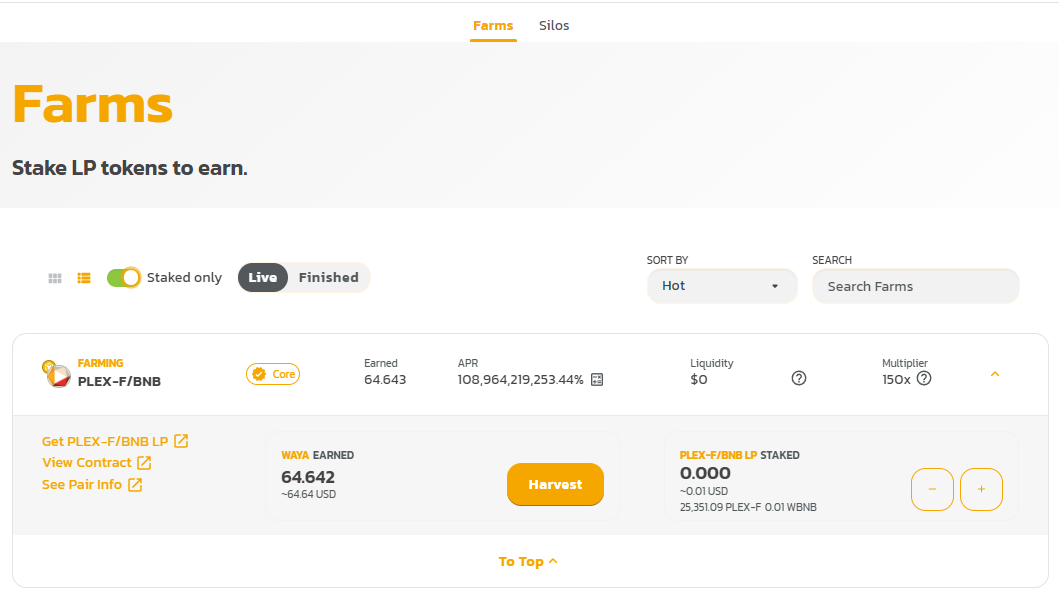 Farms Silos
Farms
Stake LP tokens to earn.
Staked only Live Finished
SORT BY
Hot
SEARCH
Search Farms
FARMING
PLEX-F/BNB
Core
Earned
64.643
APR
108,964,219,253.44%
Liquidity
$0
Multiplier
150x
Get PLEX-F/BNB LP
View Contract
See Pair Info
WAYA EARNED
64.642
~64.64 USD
Harvest
PLEX-F/BNB LP STAKED
0.000
~0.01 USD
25,351.09 PLEX-F 0.01 WBNB
To Top